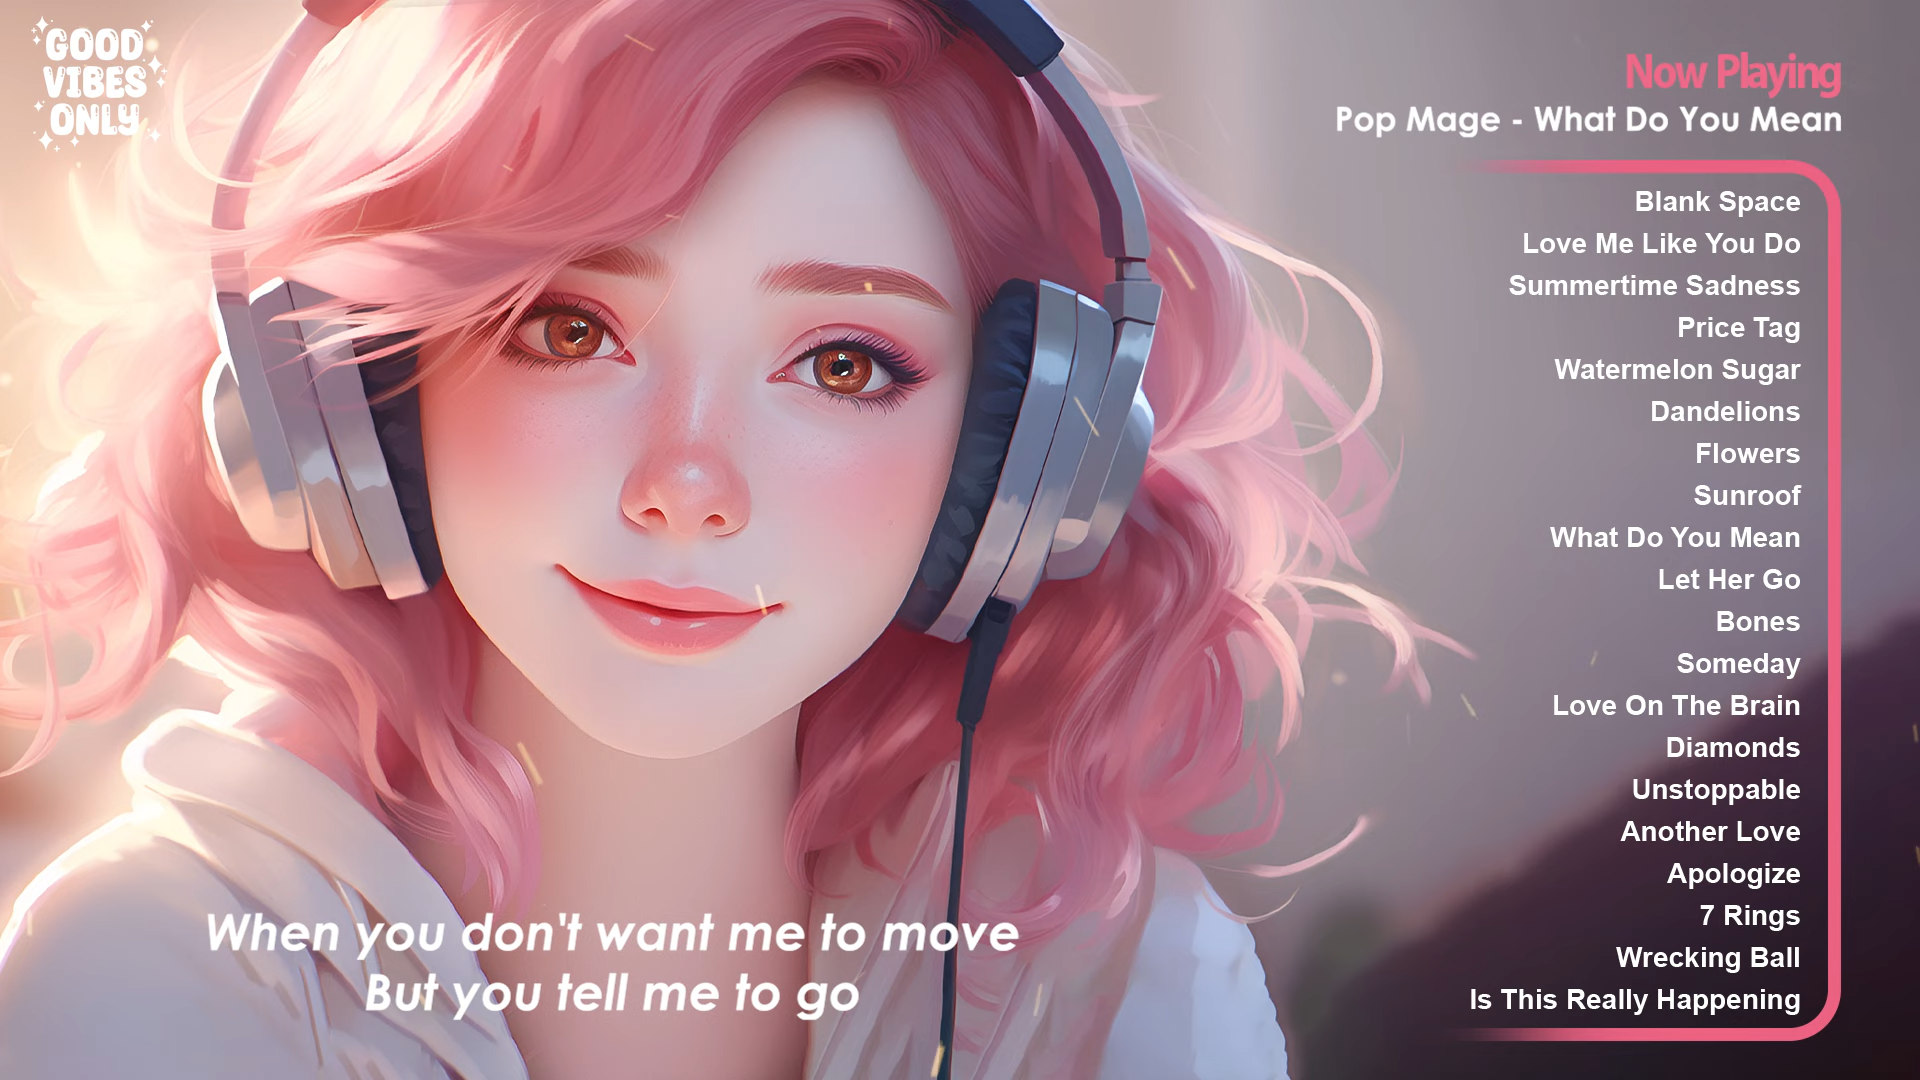 GOOD
VIBES
ONLY
Now Playing
Pop Mage - What Do You Mean
Blank Space
Love Me Like You Do
Summertime Sadness
Price Tag
Watermelon Sugar
Dandelions
Flowers
Sunroof
What Do You Mean
Let Her Go
Bones
Someday
Love On The Brain
Diamonds
Unstoppable
Another Love
Apologize
7 Rings
Wrecking Ball
Is This Really Happening
When you don't want me to move
But you tell me to go